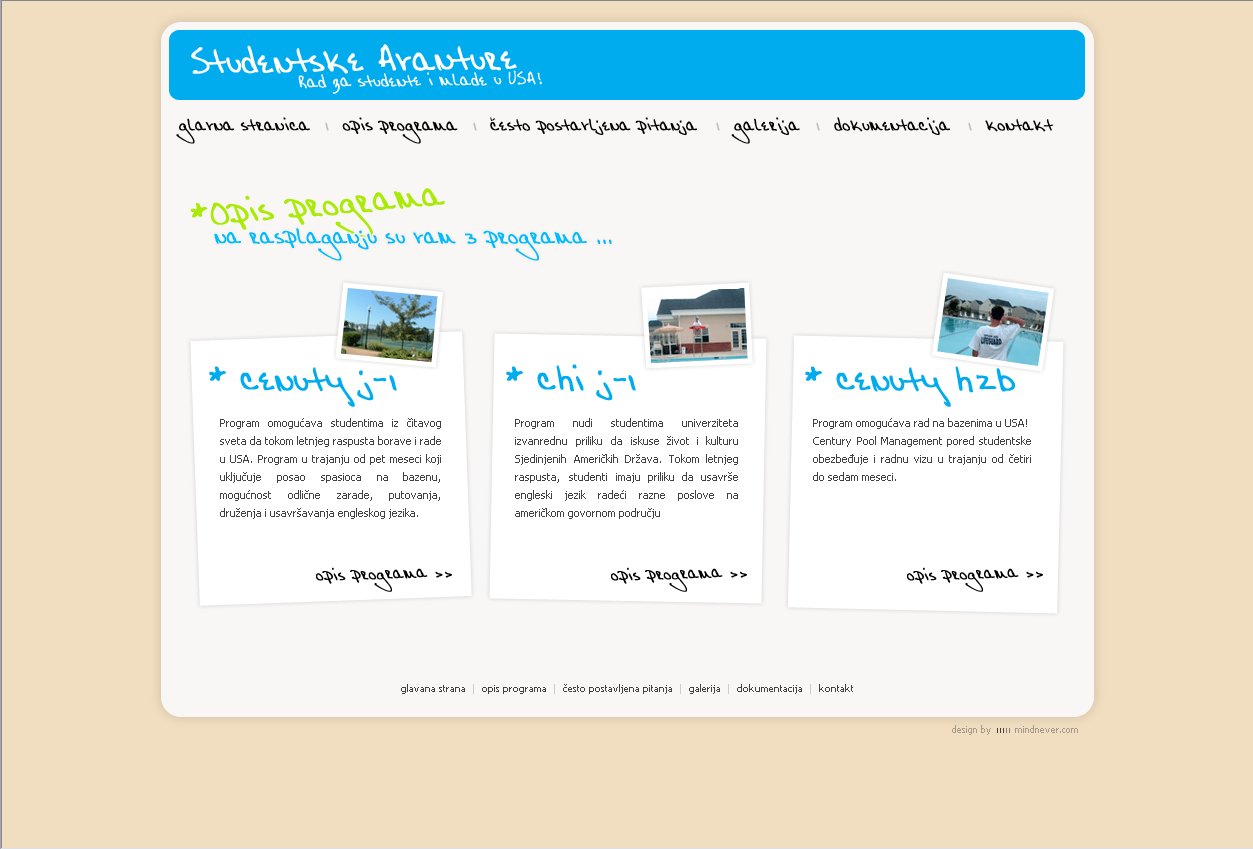 Studentske Avanture
Rad za studente i mlade u USA!
glavna stranica | opis programa | često postavljena pitanja | galerija | dokumentacija | kontakt
*Opis programa
na rasplaganju su vam 3 programa ...
* cenuty j-1
Program omogućava studentima iz čitavog
sveta da tokom letnjeg raspusta borave i rade
u USA. Program u trajanju od pet meseci koji
uključuje posao spasioca na bazenu,
mogućnost odlične zarade, putovanja,
druženja i usavršavanja engleskog jezika.
opis programa >>
* chi j-1
Program nudi studentima univerziteta
izvanrednu priliku da iskuse život i kulturu
Sjedinjenih Američkih Država. Tokom letnjeg
raspusta, studenti imaju priliku da usavrše
engleski jezik radeći razne poslove na
američkom govornom području
opis programa >>
LIFEGUARD
* cenuty h2b
Program omogućava rad na bazenima u USA!
Century Pool Management pored studentske
obezbeđuje i radnu vizu u trajanju od četiri
do sedam meseci.
opis programa >>
glavana strana | opis programa | često postavljena pitanja | galerija | dokumentacija | kontakt
design by mindnever.com